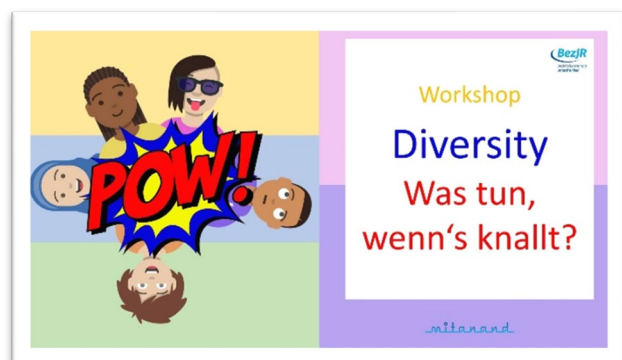 POW!
BezJR
Workshop
Diversity
Was tun,
wenn‘s knallt?
mitanand